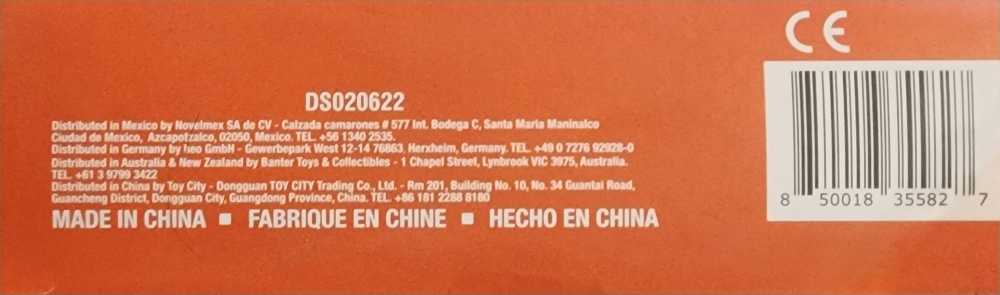 CE
DS020622
Distributed in Mexico by Novelmex SA de CV - Calzada camarones # 577 Int. Bodega C, Santa Maria Maninalco
Ciudad de Mexico, Azcapotzalco, 02050, Mexico. TEL. +56 1340 2535.
Distributed in Germany by heo GmbH - Gewerbepark West 12-14 76863, Herxheim, Germany. TEL. +49 0 7276 92928-0
Distributed in Australia & New Zealand by Banter Toys & Collectibles - 1 Chapel Street, Lynbrook VIC 3975, Australia.
TEL. +61 3 9799 3422
Distributed in China by Toy City - Dongguan TOY CITY Trading Co., Ltd. - Rm 201, Building No. 10, No. 34 Guantai Road,
Guancheng District, Dongguan City, Guangdong Province, China. TEL. +86 181 2288 8180
MADE IN CHINA ■ FABRIQUE EN CHINE ■ HECHO EN CHINA
8 50018 35582 7